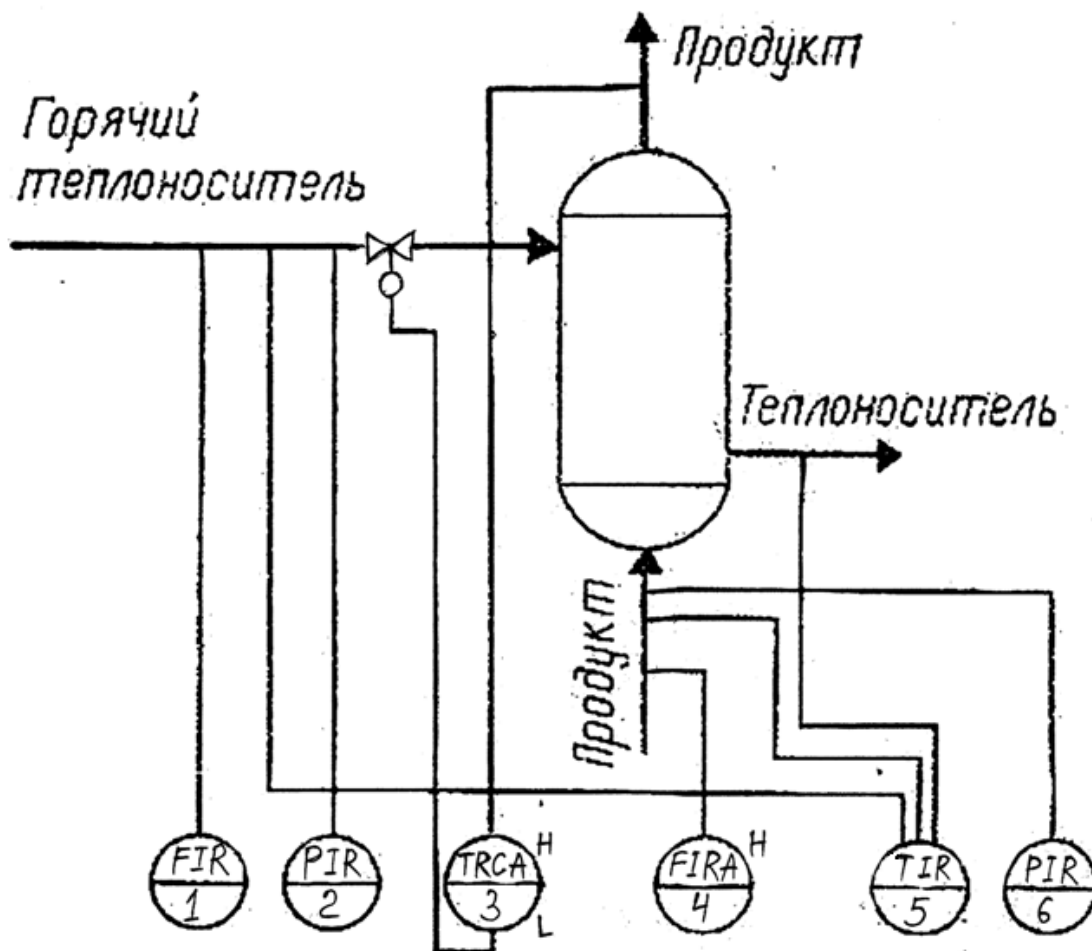 Продукт
Горячий
теплоноситель
Теплоноситель
Продукт
H
FIR
1
PIR
2
TRCA
3
L
FIRA
4
H
TIR
5
PIR
6